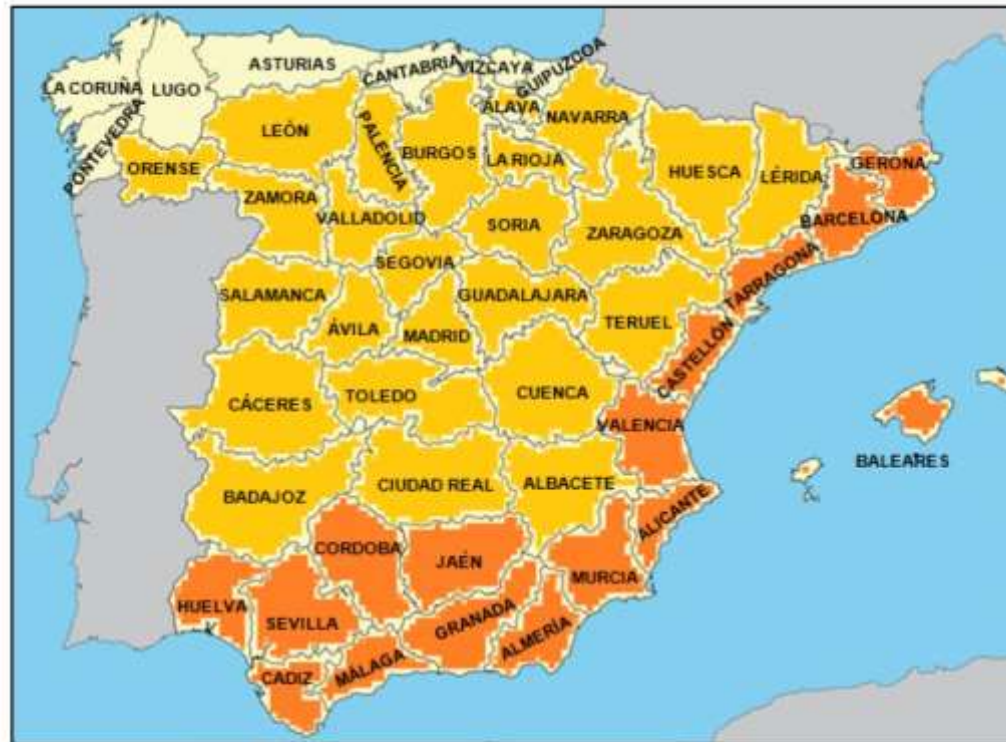 ASTURIAS
CANTABRIA
VIZCAYA
GUIPUZCOA
LA CORUÑA
LUGO
ÁLAVA
NAVARRA
PONTEVEDRA
LEÓN
PALENCIA
BURGOS
LA RIOJA
HUESCA
LÉRIDA
GERONA
ORENSE
ZAMORA
VALLADOLID
SORIA
ZARAGOZA
BARCELONA
SEGOVIA
TARRAGONA
SALAMANCA
GUADALAJARA
ÁVILA
MADRID
TERUEL
CASTELLÓN
CÁCERES
TOLEDO
CUENCA
VALENCIA
BALEARES
BADAJOZ
CIUDAD REAL
ALBACETE
ALICANTE
CORDOBA
JAÉN
MURCIA
HUELVA
SEVILLA
GRANADA
ALMERÍA
MÁLAGA
CADIZ